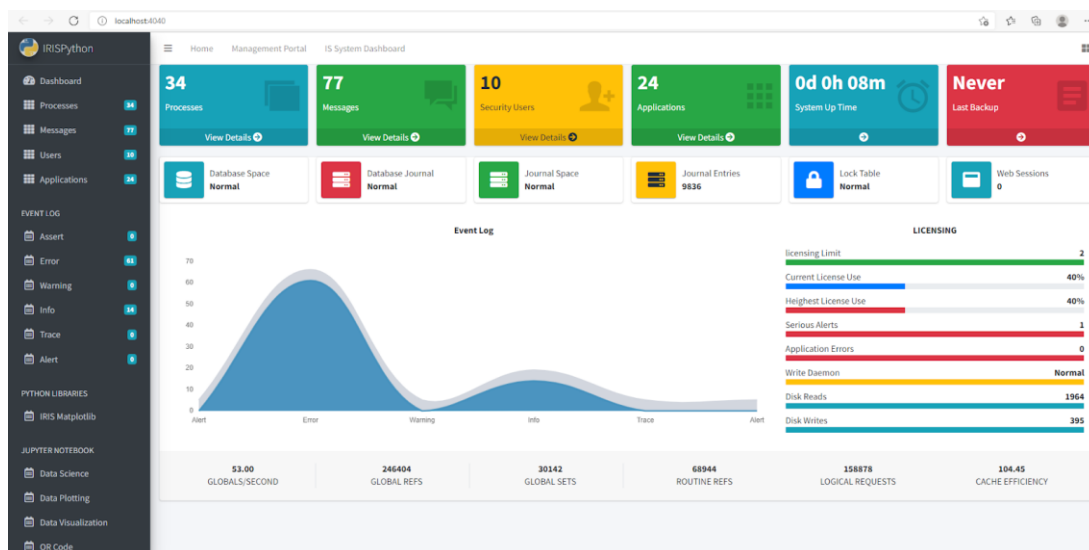 localhost:4040
IRISPython
Home Management Portal IS System Dashboard
Dashboard
Processes 34
Messages 77
Users 10
Applications 24
EVENT LOG
Assert 0
Error 61
Warning 0
Info 14
Trace 0
Alert 0
PYTHON LIBRARIES
IRIS Matplotlib
JUPYTER NOTEBOOK
Data Science
Data Plotting
Data Visualization
QR Code
34
Processes
View Details
77
Messages
View Details
10
Security Users
View Details
24
Applications
View Details
0d 0h 08m
System Up Time
Never
Last Backup
Database Space
Normal
Database Journal
Normal
Journal Space
Normal
Journal Entries
9836
Lock Table
Normal
Web Sessions
0
Event Log
70
60
50
40
30
20
10
0
Alert Error Warning Info Trace Alert
LICENSING
licensing Limit 2
Current License Use 40%
Heighest License Use 40%
Serious Alerts 1
Application Errors 0
Write Daemon Normal
Disk Reads 1964
Disk Writes 395
53.00
GLOBALS/SECOND
246404
GLOBAL REFS
30142
GLOBAL SETS
68944
ROUTINE REFS
158878
LOGICAL REQUESTS
104.45
CACHE EFFICIENCY